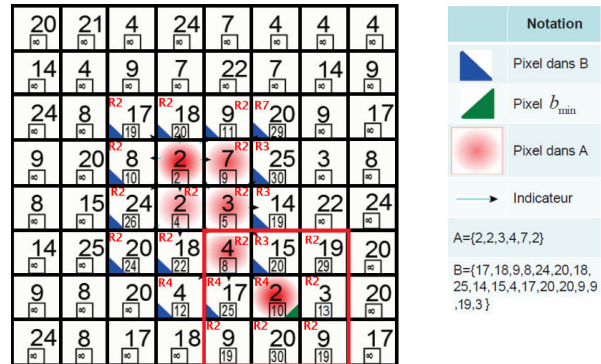 20 21 4 24 7 4 4 4
∞ ∞ ∞ ∞ ∞ ∞ ∞ ∞
14 4 9 7 22 7 14 9
∞ ∞ ∞ ∞ ∞ ∞ ∞ ∞
24 8 R2 17 R2 18 9 R2 R7 20 9 17
∞ ∞ 19 20 11 29 ∞ ∞
9 20 R2 8 2 7 R2 R3 25 3 8
∞ ∞ 10 2 9 30 ∞ ∞
8 15 R2 24 2 R2 3 R2 R3 14 22 24
∞ ∞ 26 4 5 19 ∞ ∞
14 25 R2 20 R2 18 4 R2 R3 15 R2 19 20
∞ ∞ 24 22 8 20 29 ∞
9 8 20 R4 4 R4 17 R4 2 R2 3 20
∞ ∞ ∞ 12 25 10 13 ∞
24 8 17 18 R2 9 R2 20 R2 9 17
∞ ∞ ∞ ∞ 19 30 19 ∞
Notation
Pixel dans B
Pixel b min
Pixel dans A
Indicateur
A={2,2,3,4,7,2}
B={17,18,9,8,24,20,18,
25,14,15,4,17,20,20,9,9
,19,3 }